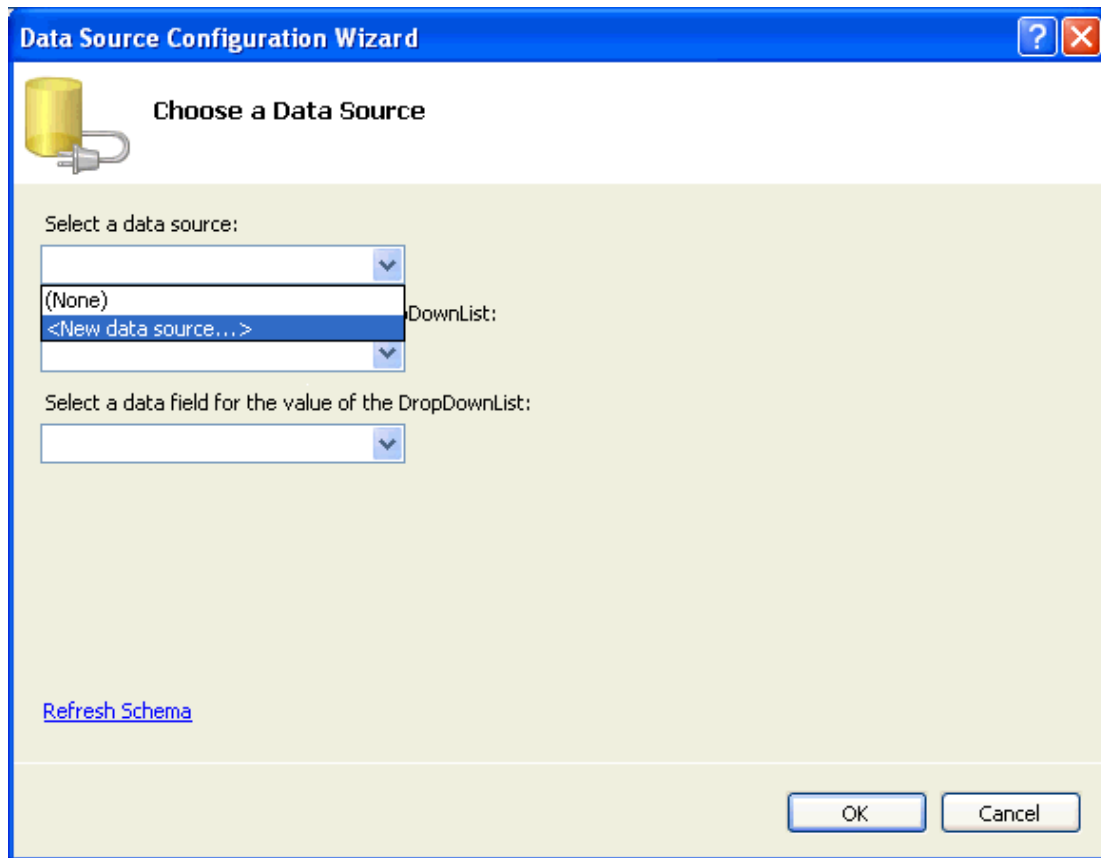 Data Source Configuration Wizard
Choose a Data Source
Select a data source:
(None)
DownList:
<New data source...>
Select a data field for the value of the DropDownList:
Refresh Schema
OK Cancel